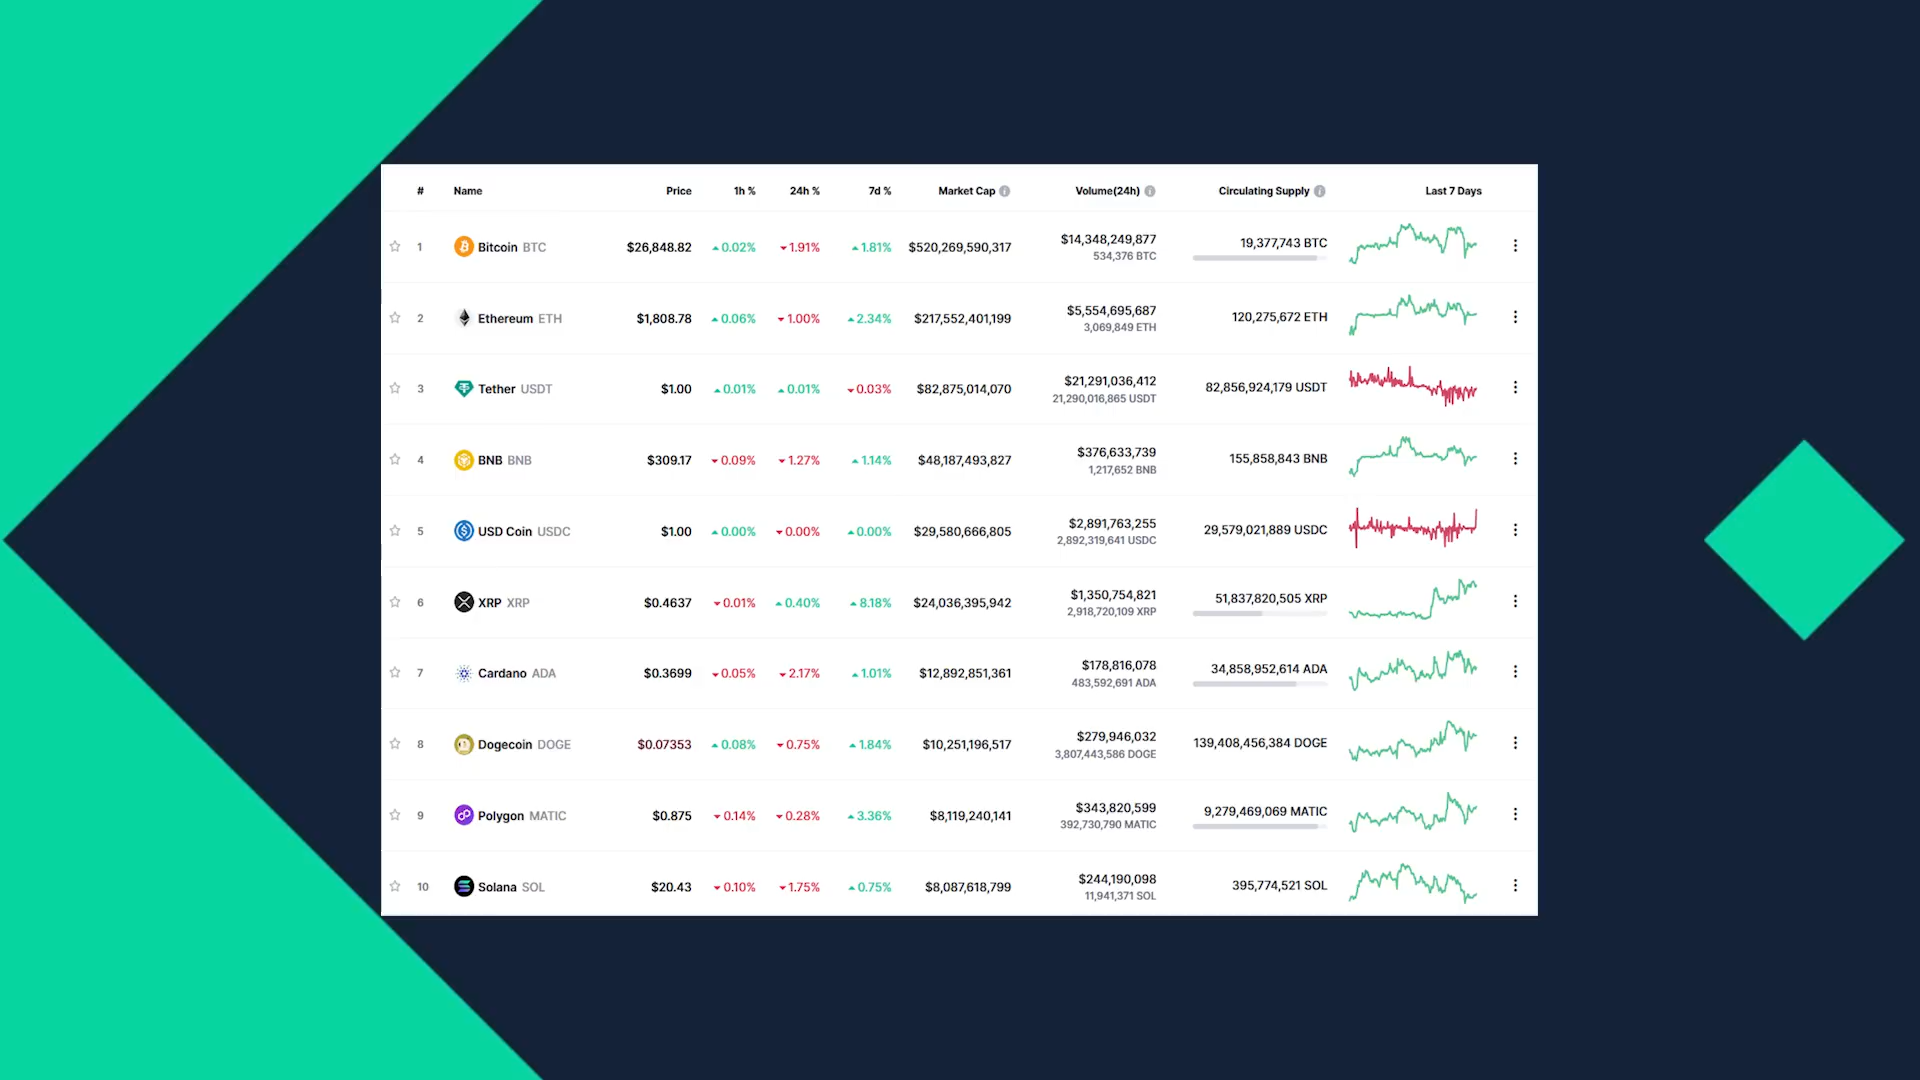 # Name Price 1h % 24h % 7d % Market Cap Volume(24h) Circulating Supply Last 7 Days
1 Bitcoin BTC $26,848.82 0.02% 1.91% 1.81% $520,269,590,317 $14,348,249,877 19,377,743 BTC
534,376 BTC
2 Ethereum ETH $1,808.78 0.06% 1.00% 2.34% $217,552,401,199 $5,554,695,687 120,275,672 ETH
3,069,849 ETH
3 Tether USDT $1.00 0.01% 0.01% 0.03% $82,875,014,070 $21,291,036,412 82,856,924,179 USDT
21,290,016,865 USDT
4 BNB BNB $309.17 0.09% 1.27% 1.14% $48,187,493,827 $376,633,739 155,858,843 BNB
1,217,652 BNB
5 USD Coin USDC $1.00 0.00% 0.00% 0.00% $29,580,666,805 $2,891,763,255 29,579,021,889 USDC
2,892,319,641 USDC
6 XRP XRP $0.4637 0.01% 0.40% 8.18% $24,036,395,942 $1,350,754,821 51,837,820,505 XRP
2,918,720,109 XRP
7 Cardano ADA $0.3699 0.05% 2.17% 1.01% $12,892,851,361 $178,816,078 34,858,952,614 ADA
483,592,691 ADA
8 Dogecoin DOGE $0.07353 0.08% 0.75% 1.84% $10,251,196,517 $279,946,032 139,408,456,384 DOGE
3,807,443,586 DOGE
9 Polygon MATIC $0.875 0.14% 0.28% 3.36% $8,119,240,141 $343,820,599 9,279,469,069 MATIC
392,730,790 MATIC
10 Solana SOL $20.43 0.10% 1.75% 0.75% $8,087,618,799 $244,190,098 395,774,521 SOL
11,941,371 SOL